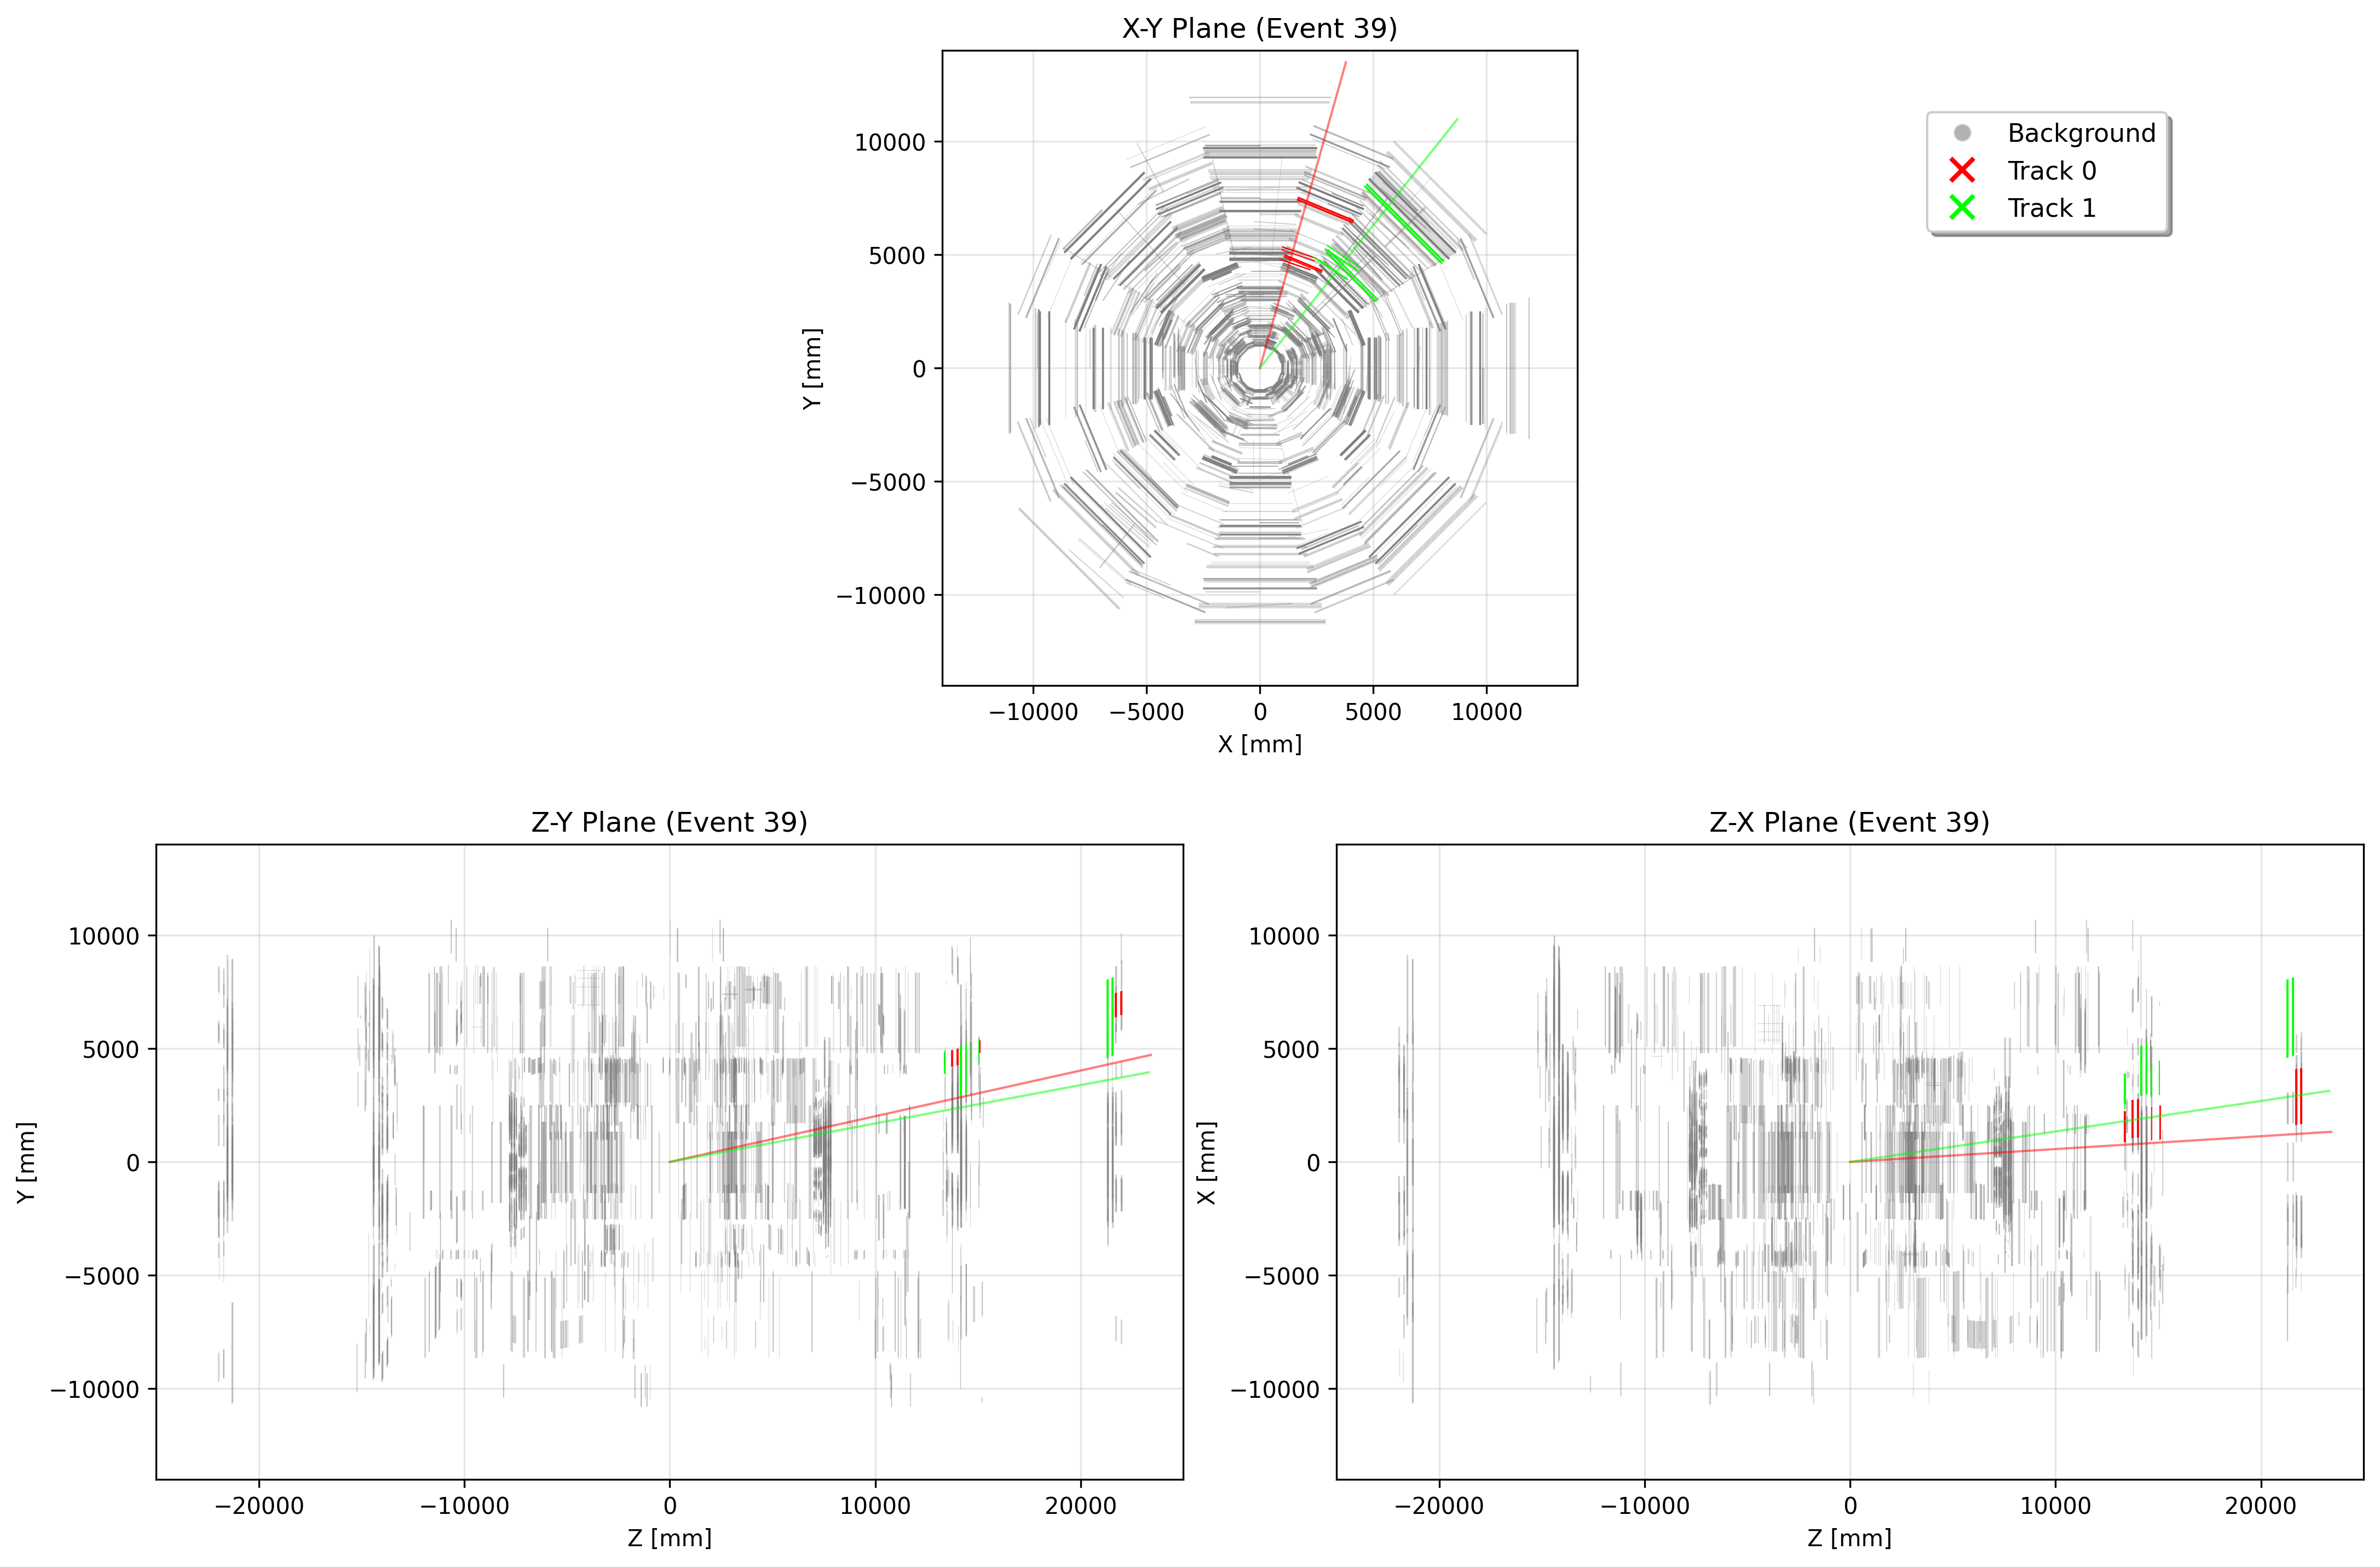 X-Y Plane (Event 39)
Background
Track 0
Track 1
10000
5000
0
−5000
−10000
Y [mm]
−10000 −5000 0 5000 10000
X [mm]
Z-Y Plane (Event 39)
10000
5000
0
−5000
−10000
Y [mm]
−20000 −10000 0 10000 20000
Z [mm]
Z-X Plane (Event 39)
10000
5000
0
−5000
−10000
X [mm]
−20000 −10000 0 10000 20000
Z [mm]